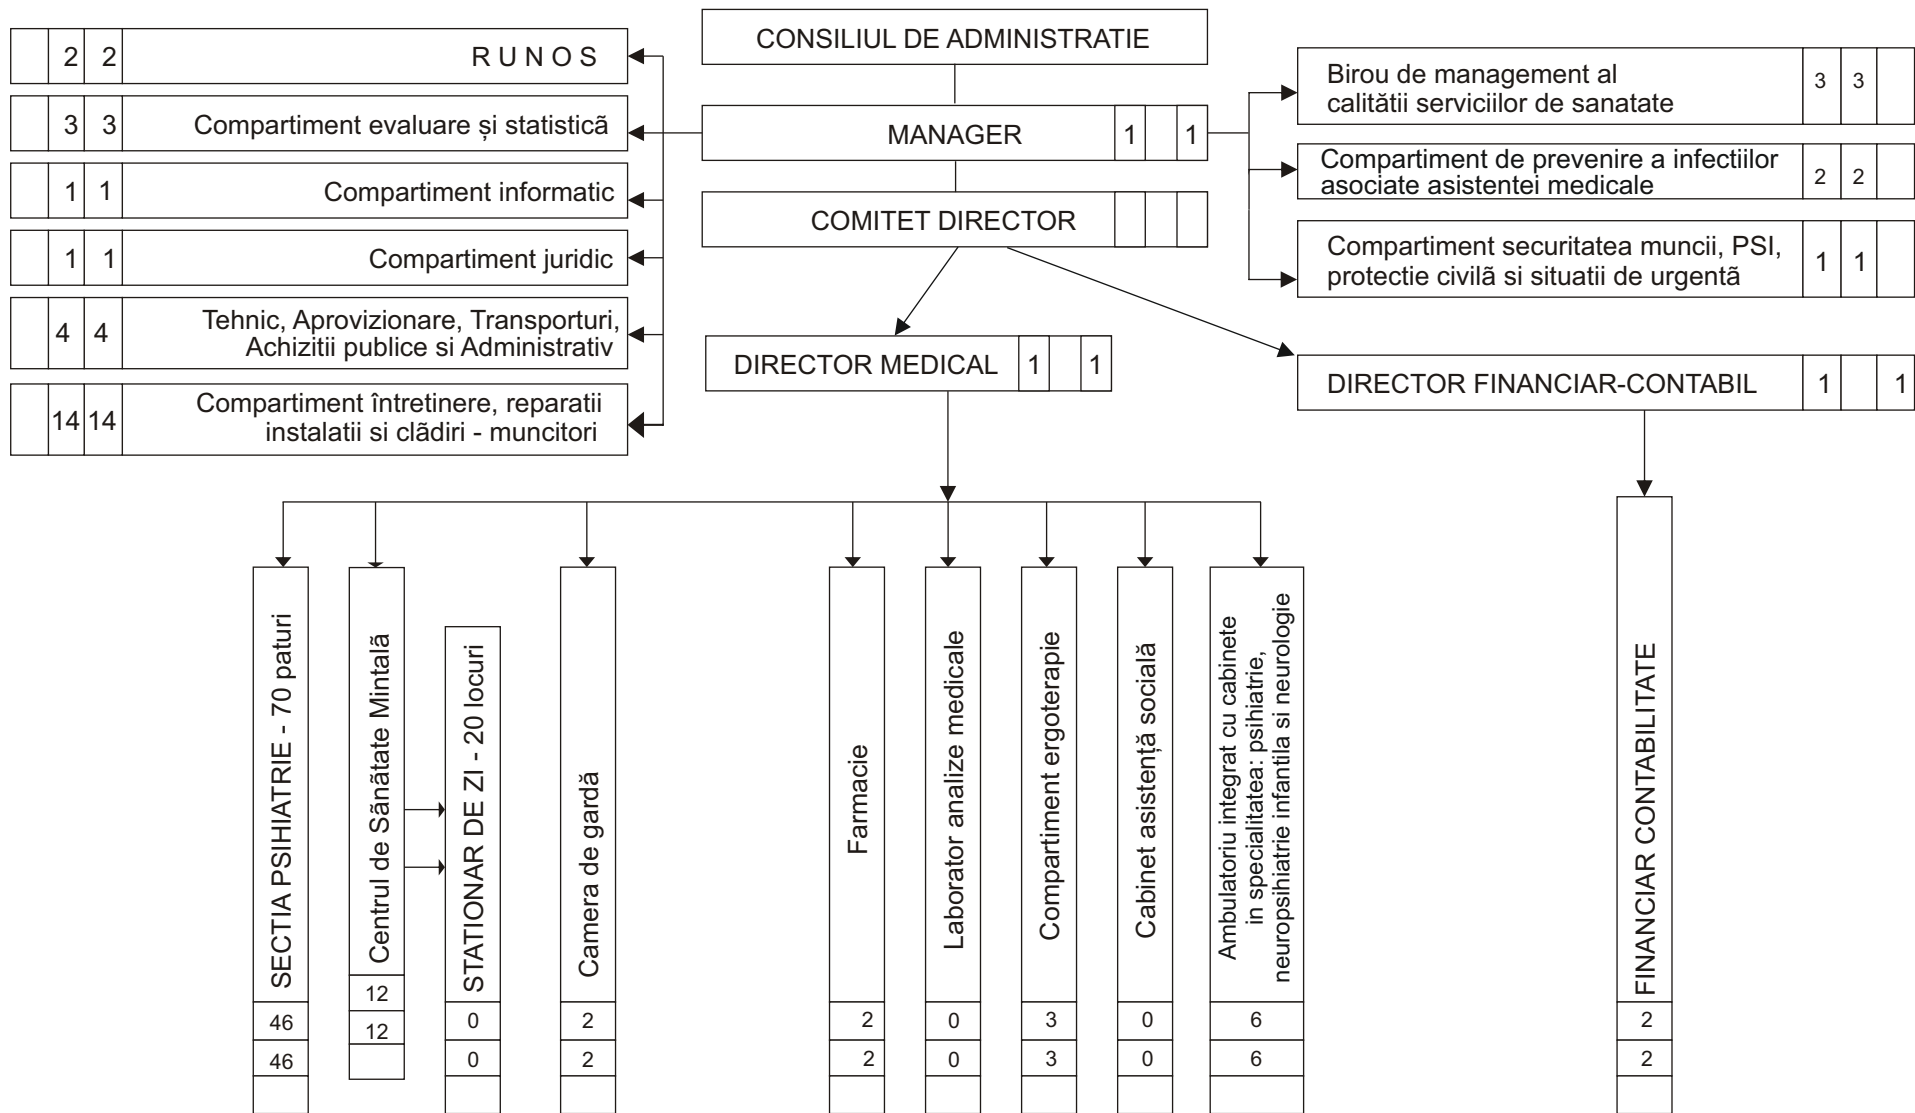 CONSILIUL DE ADMINISTRATIE
MANAGER 1 1
COMITET DIRECTOR
2 2 R U N O S
3 3 Compartiment evaluare și statisticã
1 1 Compartiment informatic
1 1 Compartiment juridic
4 4 Tehnic, Aprovizionare, Transporturi,
Achizitii publice si Administrativ
14 14 Compartiment întretinere, reparatii
instalatii si clãdiri - muncitori
Birou de management al
calitãtii serviciilor de sanatate 3 3
Compartiment de prevenire a infectiilor
asociate asistentei medicale 2 2
Compartiment securitatea muncii, PSI,
protectie civilã si situatii de urgentã 1 1
DIRECTOR MEDICAL 1 1
DIRECTOR FINANCIAR-CONTABIL 1 1
SECTIA PSIHIATRIE - 70 paturi
46
46
Centrul de Sãnãtate Mintalã
12
12
STATIONAR DE ZI - 20 locuri
0
0
Camera de gardă
2
2
Farmacie
2
2
Laborator analize medicale
0
0
Compartiment ergoterapie
3
3
Cabinet asistență socială
0
0
Ambulatoriu integrat cu cabinete
in specialitatea: psihiatrie,
neuropsihiatrie infantila si neurologie
6
6
FINANCIAR CONTABILITATE
2
2